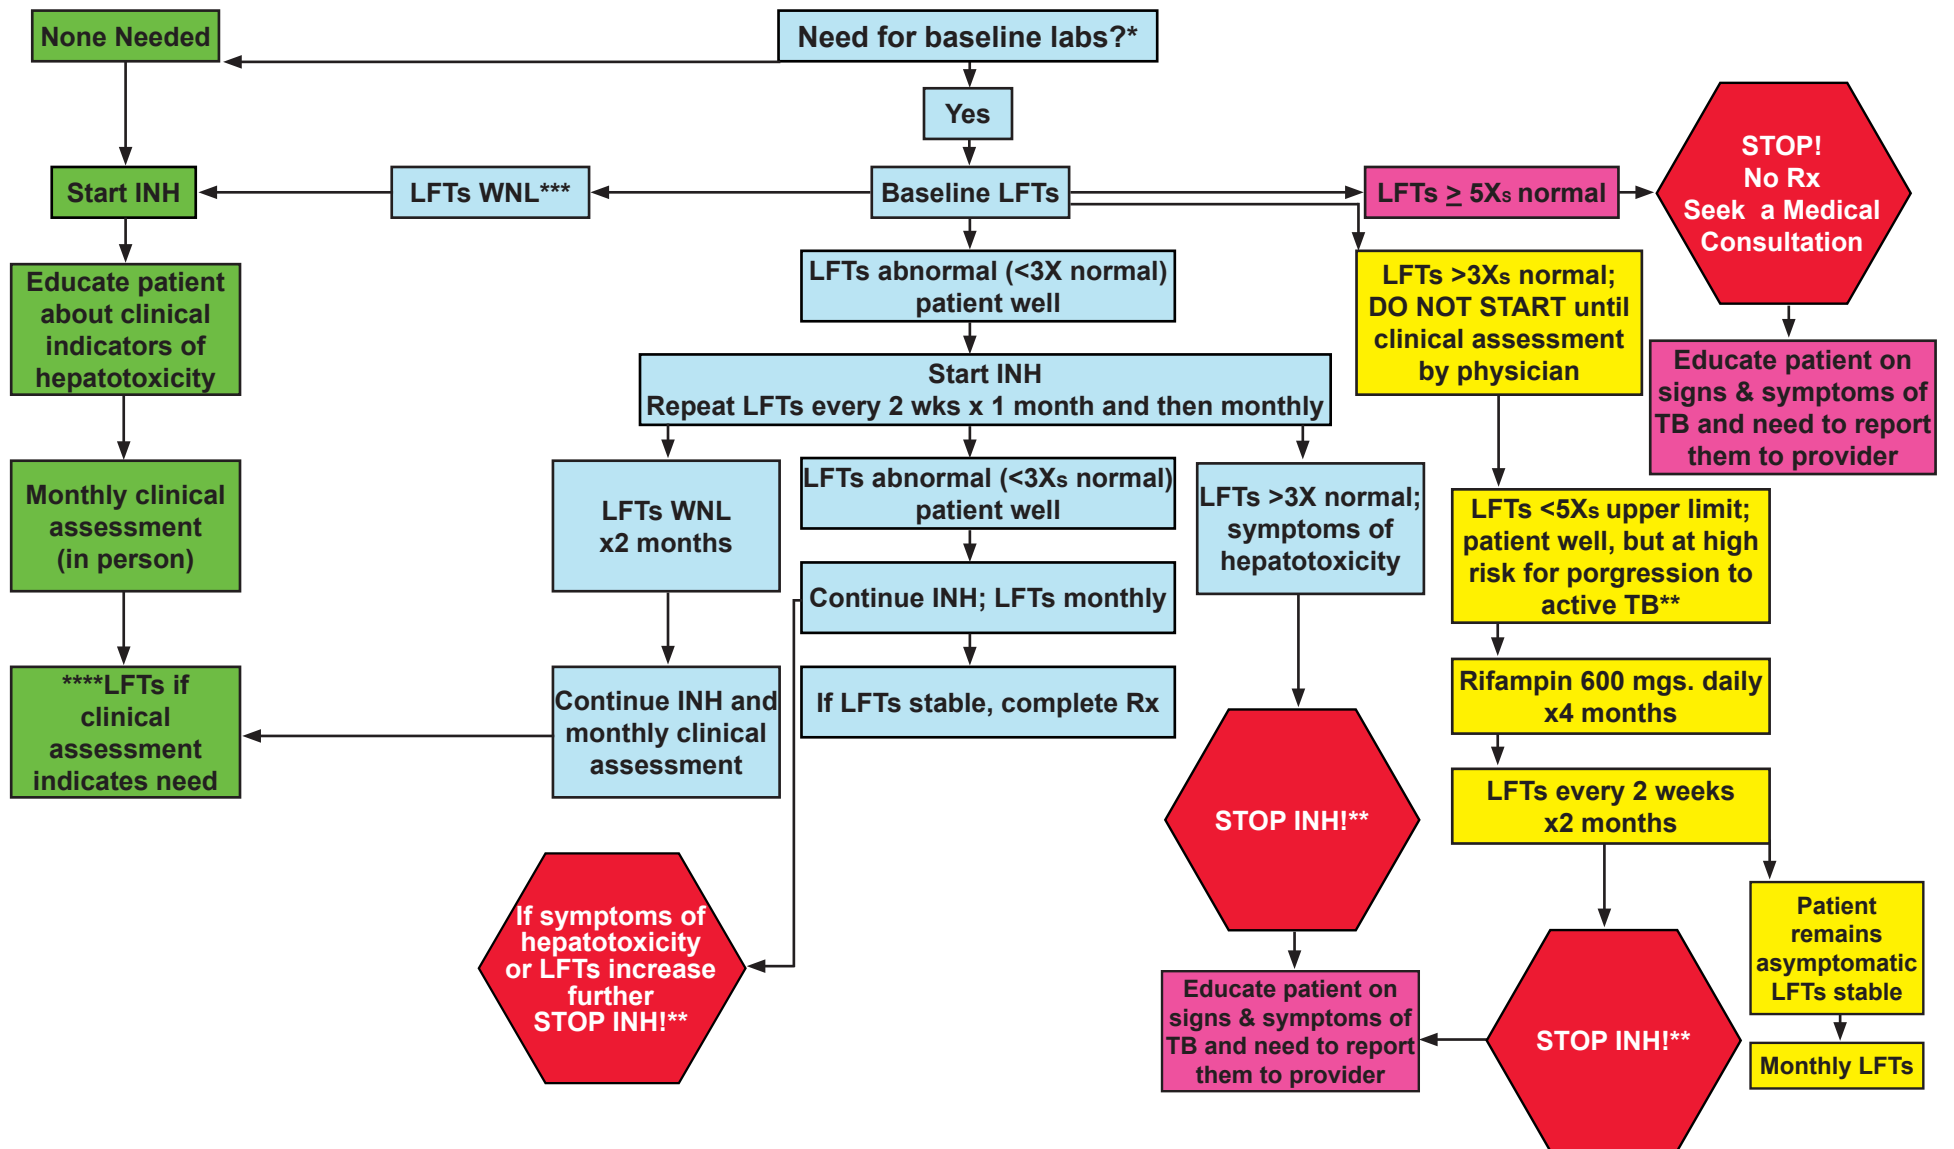 None Needed
Need for baseline labs?*
Yes
Start INH
LFTs WNL***
Baseline LFTs
LFTs ≥ 5Xs normal
STOP!
No Rx
Seek a Medical
Consultation
Educate patient
about clinical
indicators of
hepatotoxicity
LFTs abnormal (<3X normal)
patient well
LFTs >3Xs normal;
DO NOT START until
clinical assessment
by physician
Educate patient on
signs & symptoms of
TB and need to report
them to provider
Start INH
Repeat LFTs every 2 wks x 1 month and then monthly
Monthly clinical
assessment
(in person)
LFTs WNL
x2 months
LFTs abnormal (<3Xs normal)
patient well
LFTs >3X normal;
symptoms of
hepatotoxicity
LFTs <5Xs upper limit;
patient well, but at high
risk for porgression to
active TB**
Continue INH; LFTs monthly
****LFTs if
clinical
assessment
indicates need
Continue INH and
monthly clinical
assessment
If LFTs stable, complete Rx
Rifampin 600 mgs. daily
x4 months
STOP INH!**
LFTs every 2 weeks
x2 months
If symptoms of
hepatotoxicity
or LFTs increase
further
STOP INH!**
Patient
remains
asymptomatic
LFTs stable
Educate patient on
signs & symptoms of
TB and need to report
them to provider
STOP INH!**
Monthly LFTs